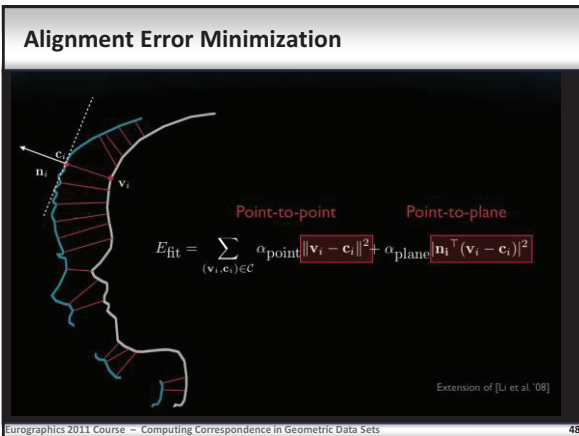 Alignment Error Minimization
c_i
n_i
v_i
Point-to-point Point-to-plane
E_fit = ∑_{(v_i,c_i)∈C} α_point ‖v_i − c_i‖² + α_plane |n_i^⊤(v_i − c_i)|²
Extension of [Li et al. '08]
Eurographics 2011 Course – Computing Correspondence in Geometric Data Sets 48